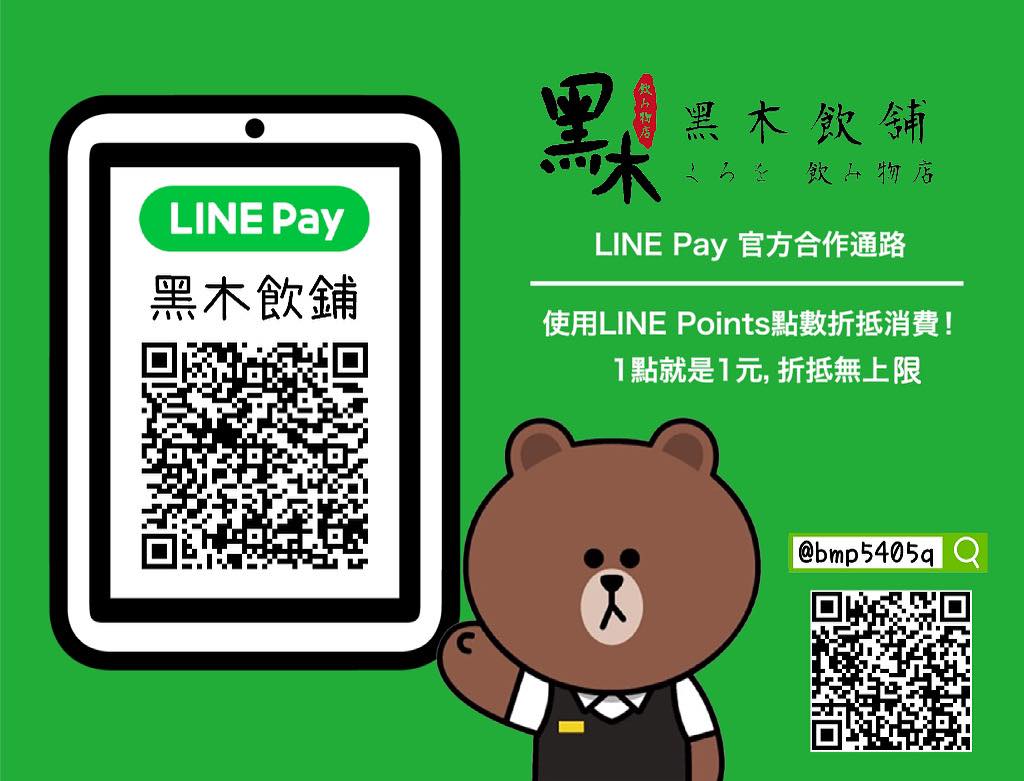 LINE Pay
黑木飲鋪
黑木
飲み物店
黑木飲舖
くろを 飲み物店
LINE Pay 官方合作通路
使用LINE Points點數折抵消費！
1點就是1元, 折抵無上限
@bmp5405q